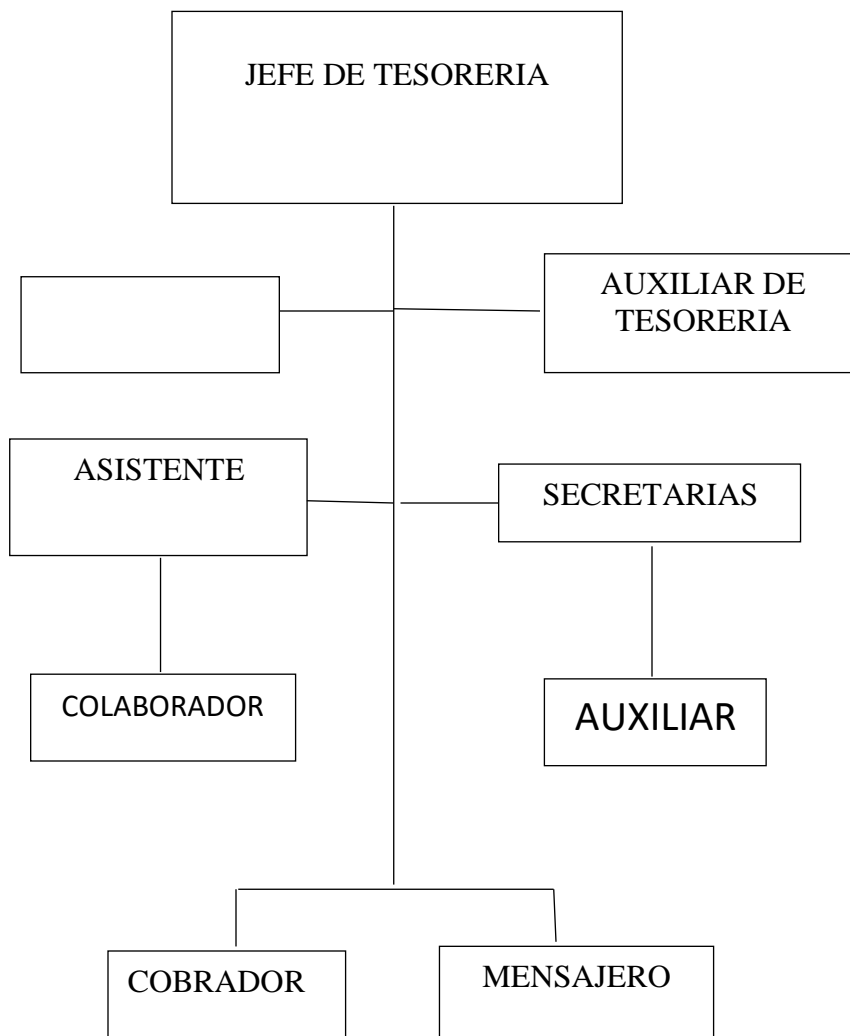 JEFE DE TESORERIA
AUXILIAR DE
TESORERIA
ASISTENTE
SECRETARIAS
COLABORADOR
AUXILIAR
COBRADOR
MENSAJERO